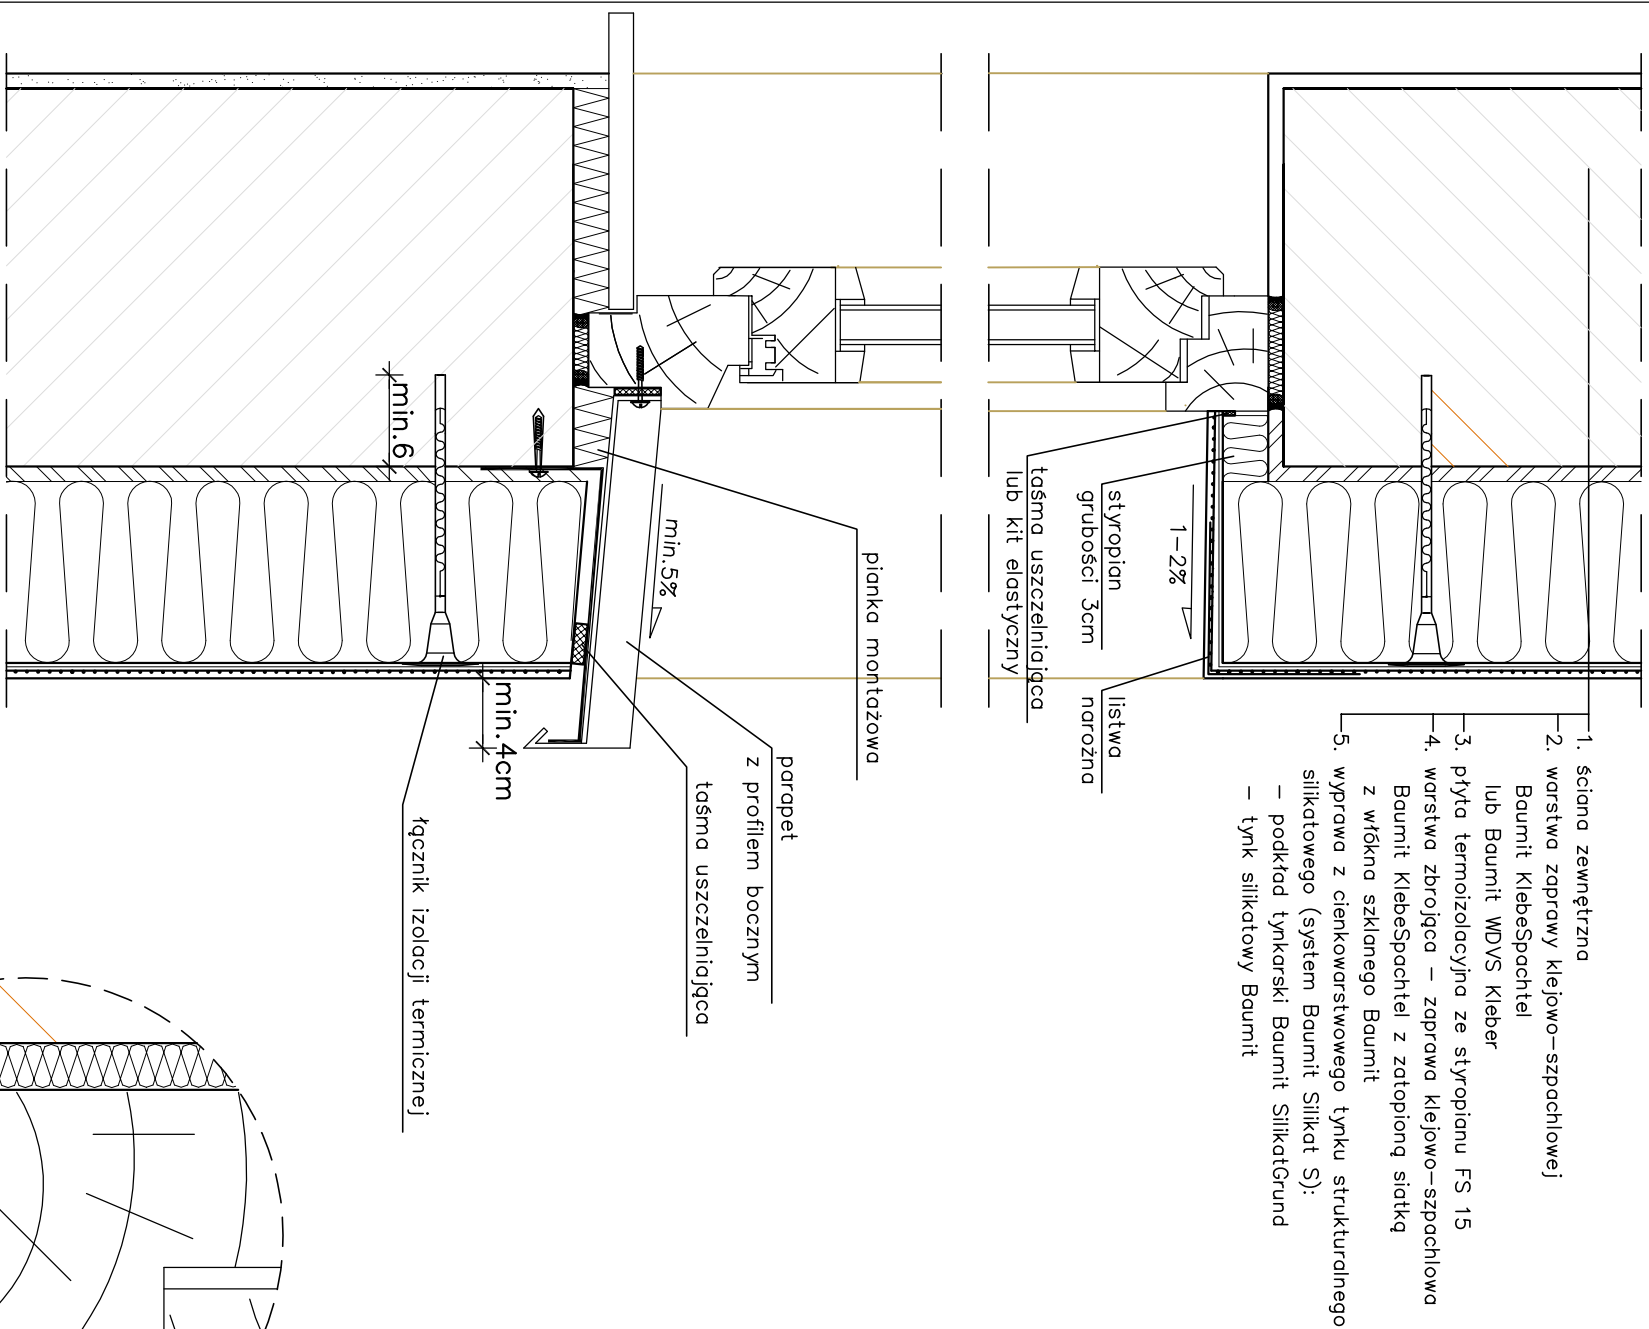 1. ściana zewnętrzna
2. warstwa zaprawy klejowo-szpachlowej
Baumit KlebeSpachtel
lub Baumit WDVS Kleber
3. płyta termoizolacyjna ze styropianu FS 15
4. warstwa zbrojąca - zaprawa klejowo-szpachlowa
Baumit KlebeSpachtel z zatopioną siatką
z włókna szklanego Baumit
5. wyprawa z cienkowarstwowego tynku strukturalnego
silikatowego (system Baumit Silikat S):
- podkład tynkarski Baumit SilikatGrund
- tynk silikatowy Baumit
1-2%
styropian
grubości 3cm
listwa
narożna
taśma uszczelniająca
lub kit elastyczny
pianka montażowa
parapet
z profilem bocznym
taśma uszczelniająca
min.5%
min.4cm
łącznik izolacji termicznej
min.6